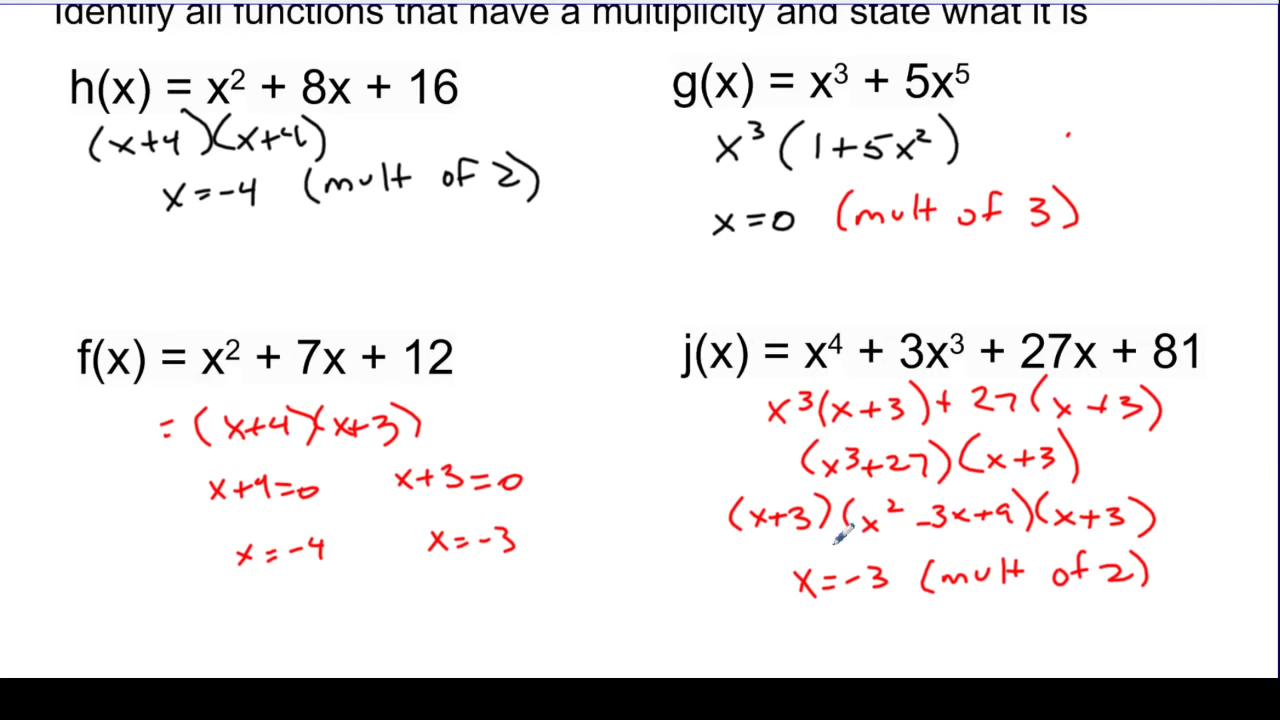 Identify all functions that have a multiplicity and state what it is
h(x) = x² + 8x + 16
(x+4)(x+4)
x=-4 (mult of 2)
g(x) = x³ + 5x⁵
x³(1+5x²)
x=0 (mult of 3)
f(x) = x² + 7x + 12
=(x+4)(x+3)
x+4=0 x+3=0
x=-4 x=-3
j(x) = x⁴ + 3x³ + 27x + 81
x³(x+3)+27(x+3)
(x³+27)(x+3)
(x+3)(x²-3x+9)(x+3)
x=-3 (mult of 2)